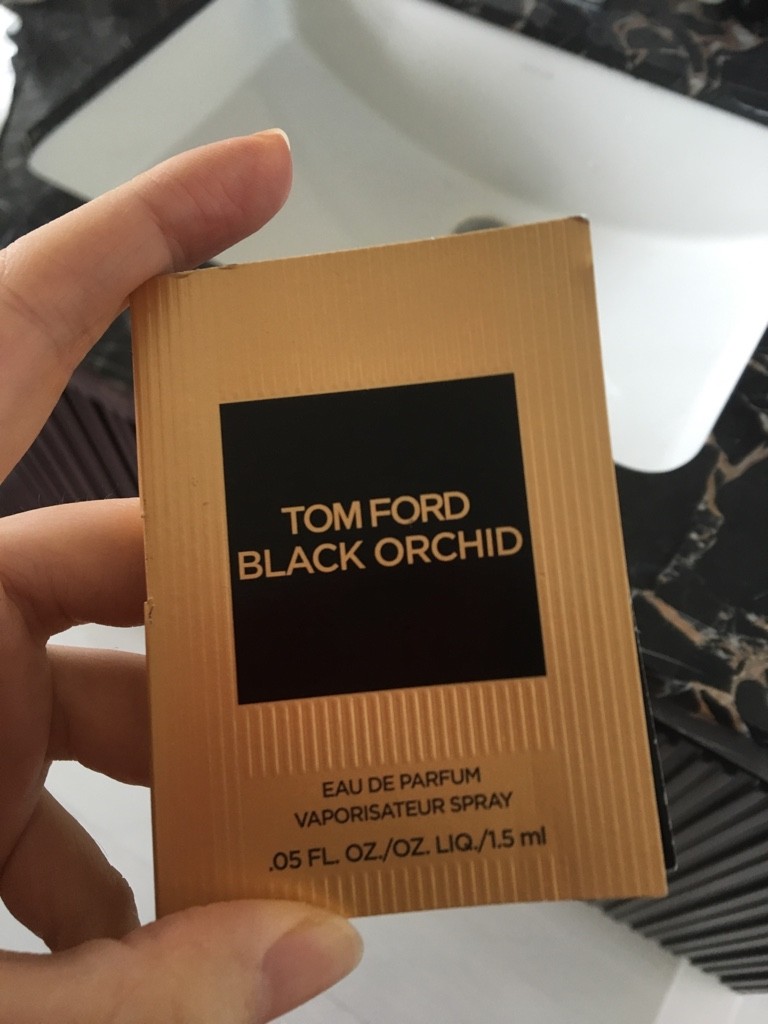 TOM FORD
BLACK ORCHID
EAU DE PARFUM
VAPORISATEUR SPRAY
.05 FL. OZ./OZ. LIQ./1.5 ml